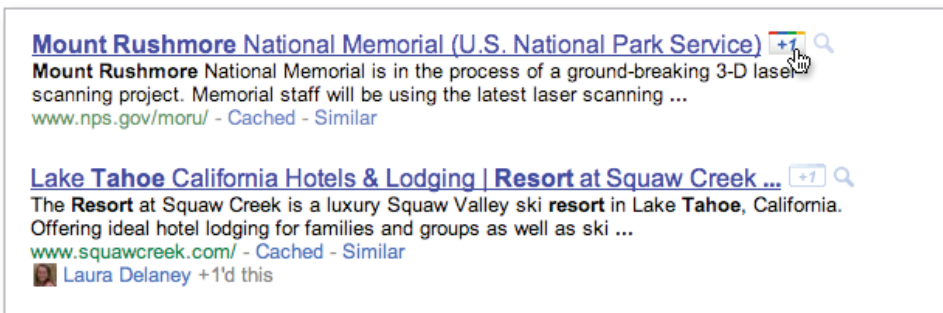 Mount Rushmore National Memorial (U.S. National Park Service) +1
Mount Rushmore National Memorial is in the process of a ground-breaking 3-D laser
scanning project. Memorial staff will be using the latest laser scanning ...
www.nps.gov/moru/ - Cached - Similar
Lake Tahoe California Hotels & Lodging | Resort at Squaw Creek ... +1
The Resort at Squaw Creek is a luxury Squaw Valley ski resort in Lake Tahoe, California.
Offering ideal hotel lodging for families and groups as well as ski ...
www.squawcreek.com/ - Cached - Similar
Laura Delaney +1'd this